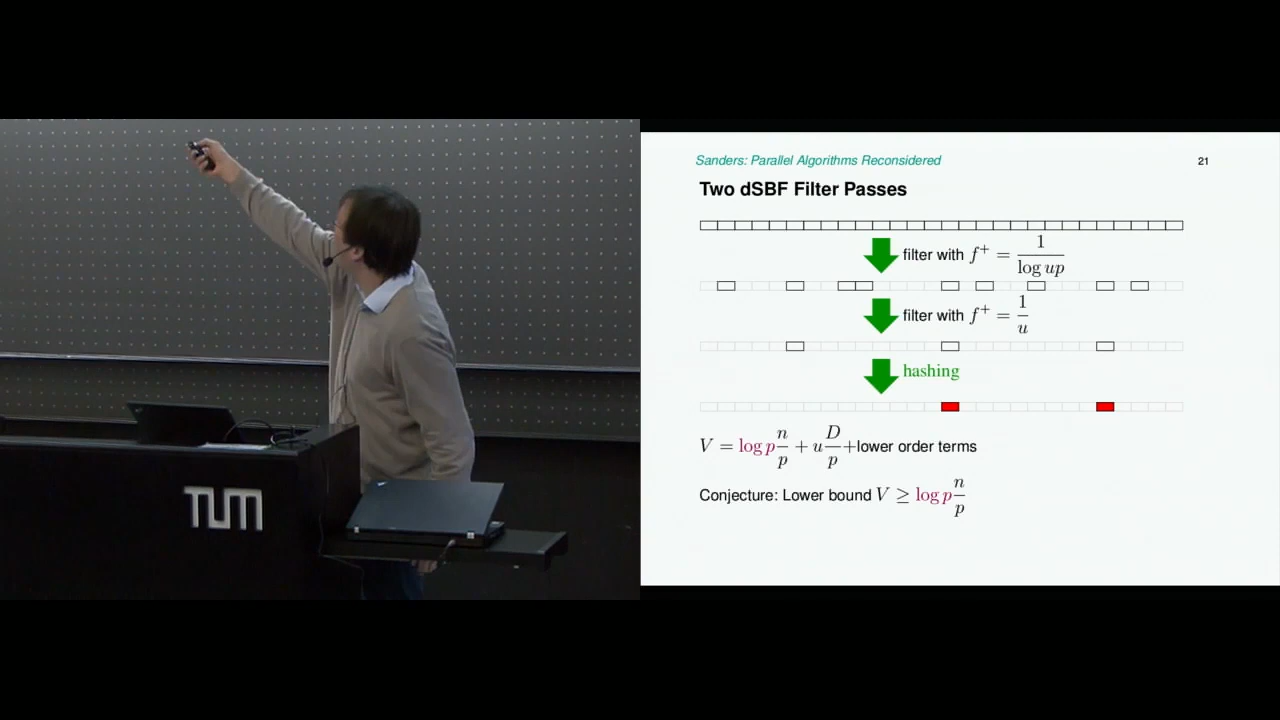 TUM
Sanders: Parallel Algorithms Reconsidered 21
Two dSBF Filter Passes
filter with f⁺ = 1/log up
filter with f⁺ = 1/u
hashing
V = log p n/p + u D/p +lower order terms
Conjecture: Lower bound V ≥ log p n/p